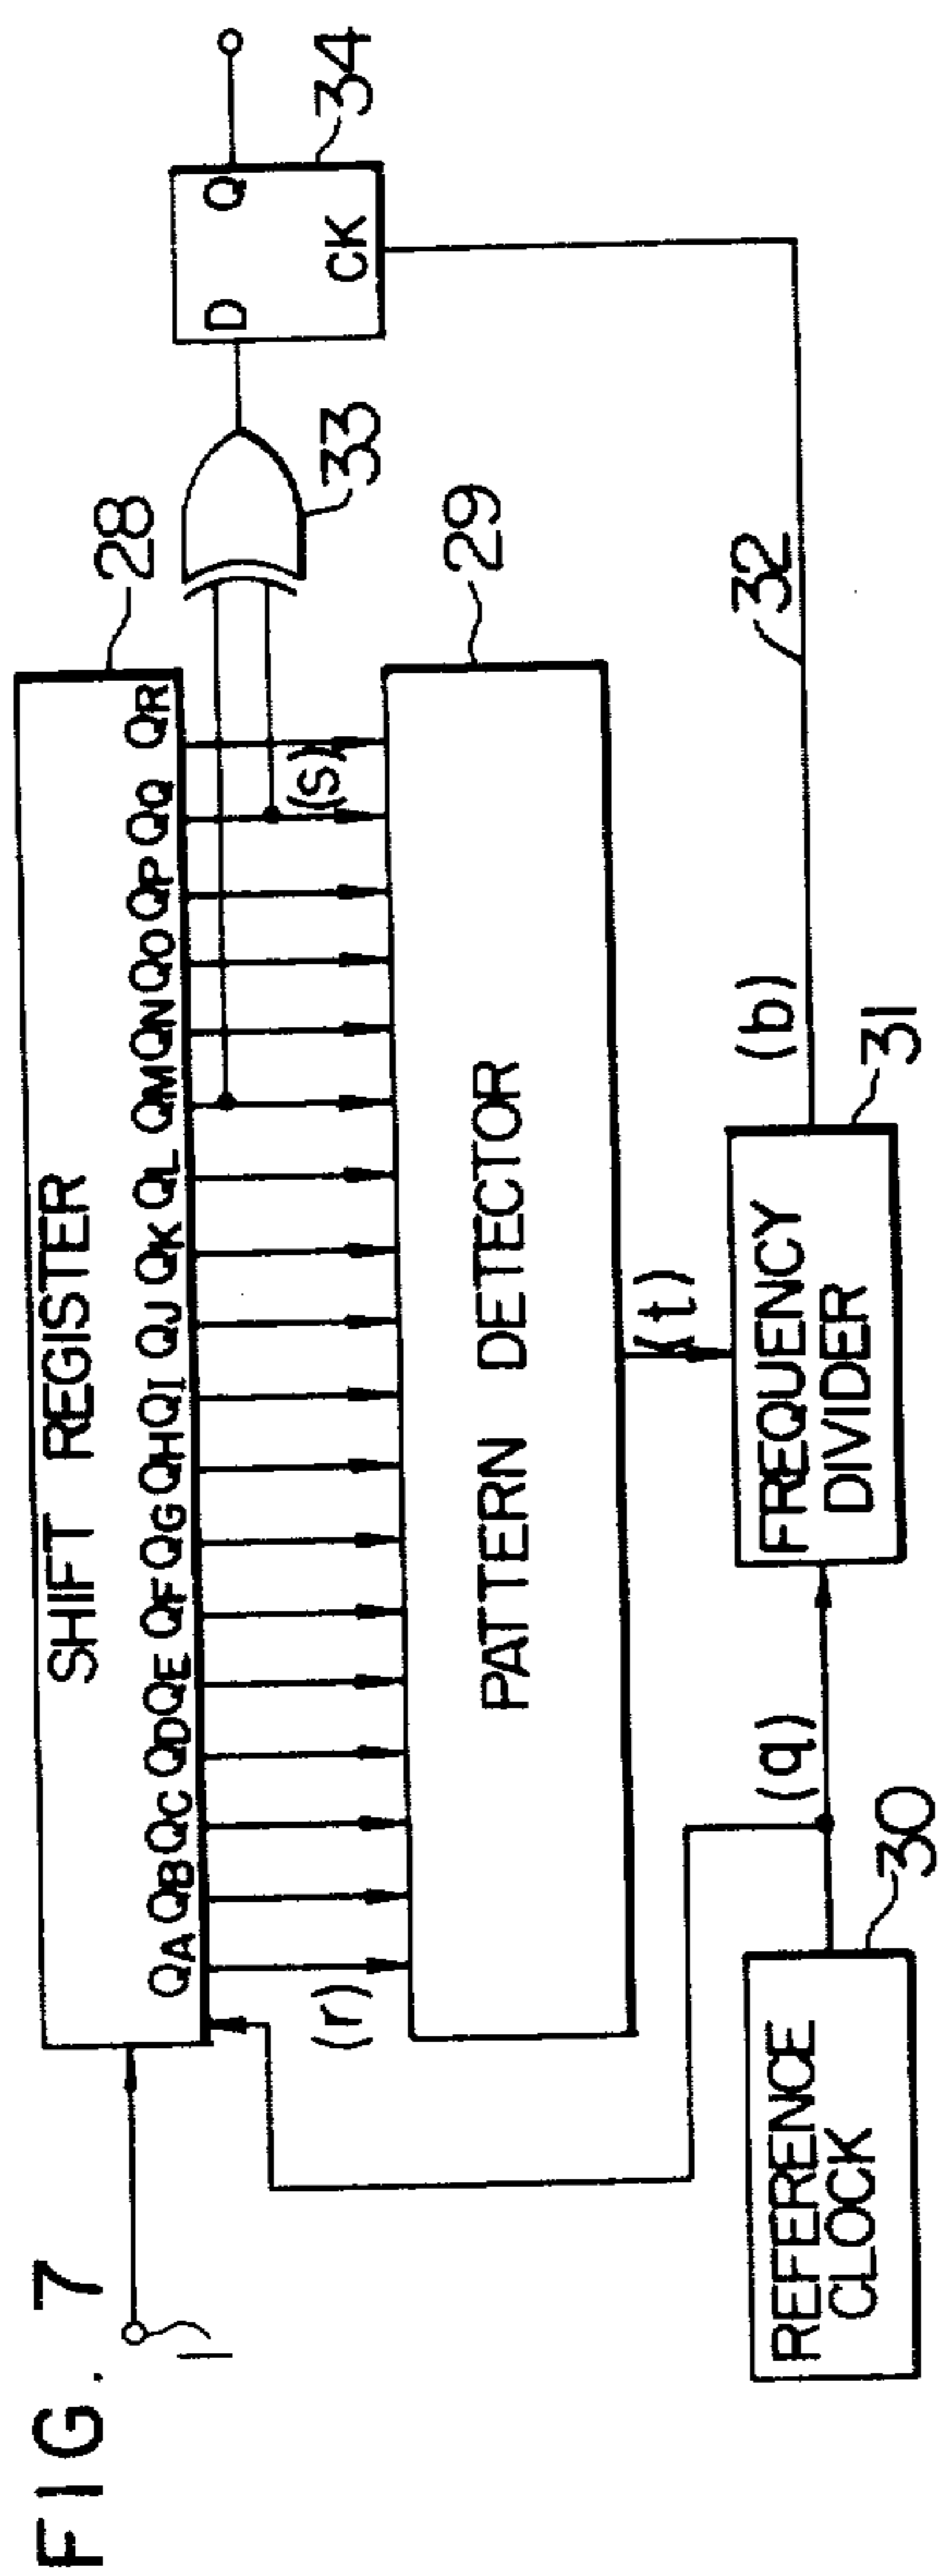 FIG. 7
1
SHIFT REGISTER
28
QA QB QC QD QE QF QG QH QI QJ QK QL QM QN QO QP QQ QR
(r)
(s)
33
D Q
CK
34
PATTERN DETECTOR
29
(t)
(q)
(b)
32
REFERENCE
CLOCK
30
FREQUENCY
DIVIDER
31